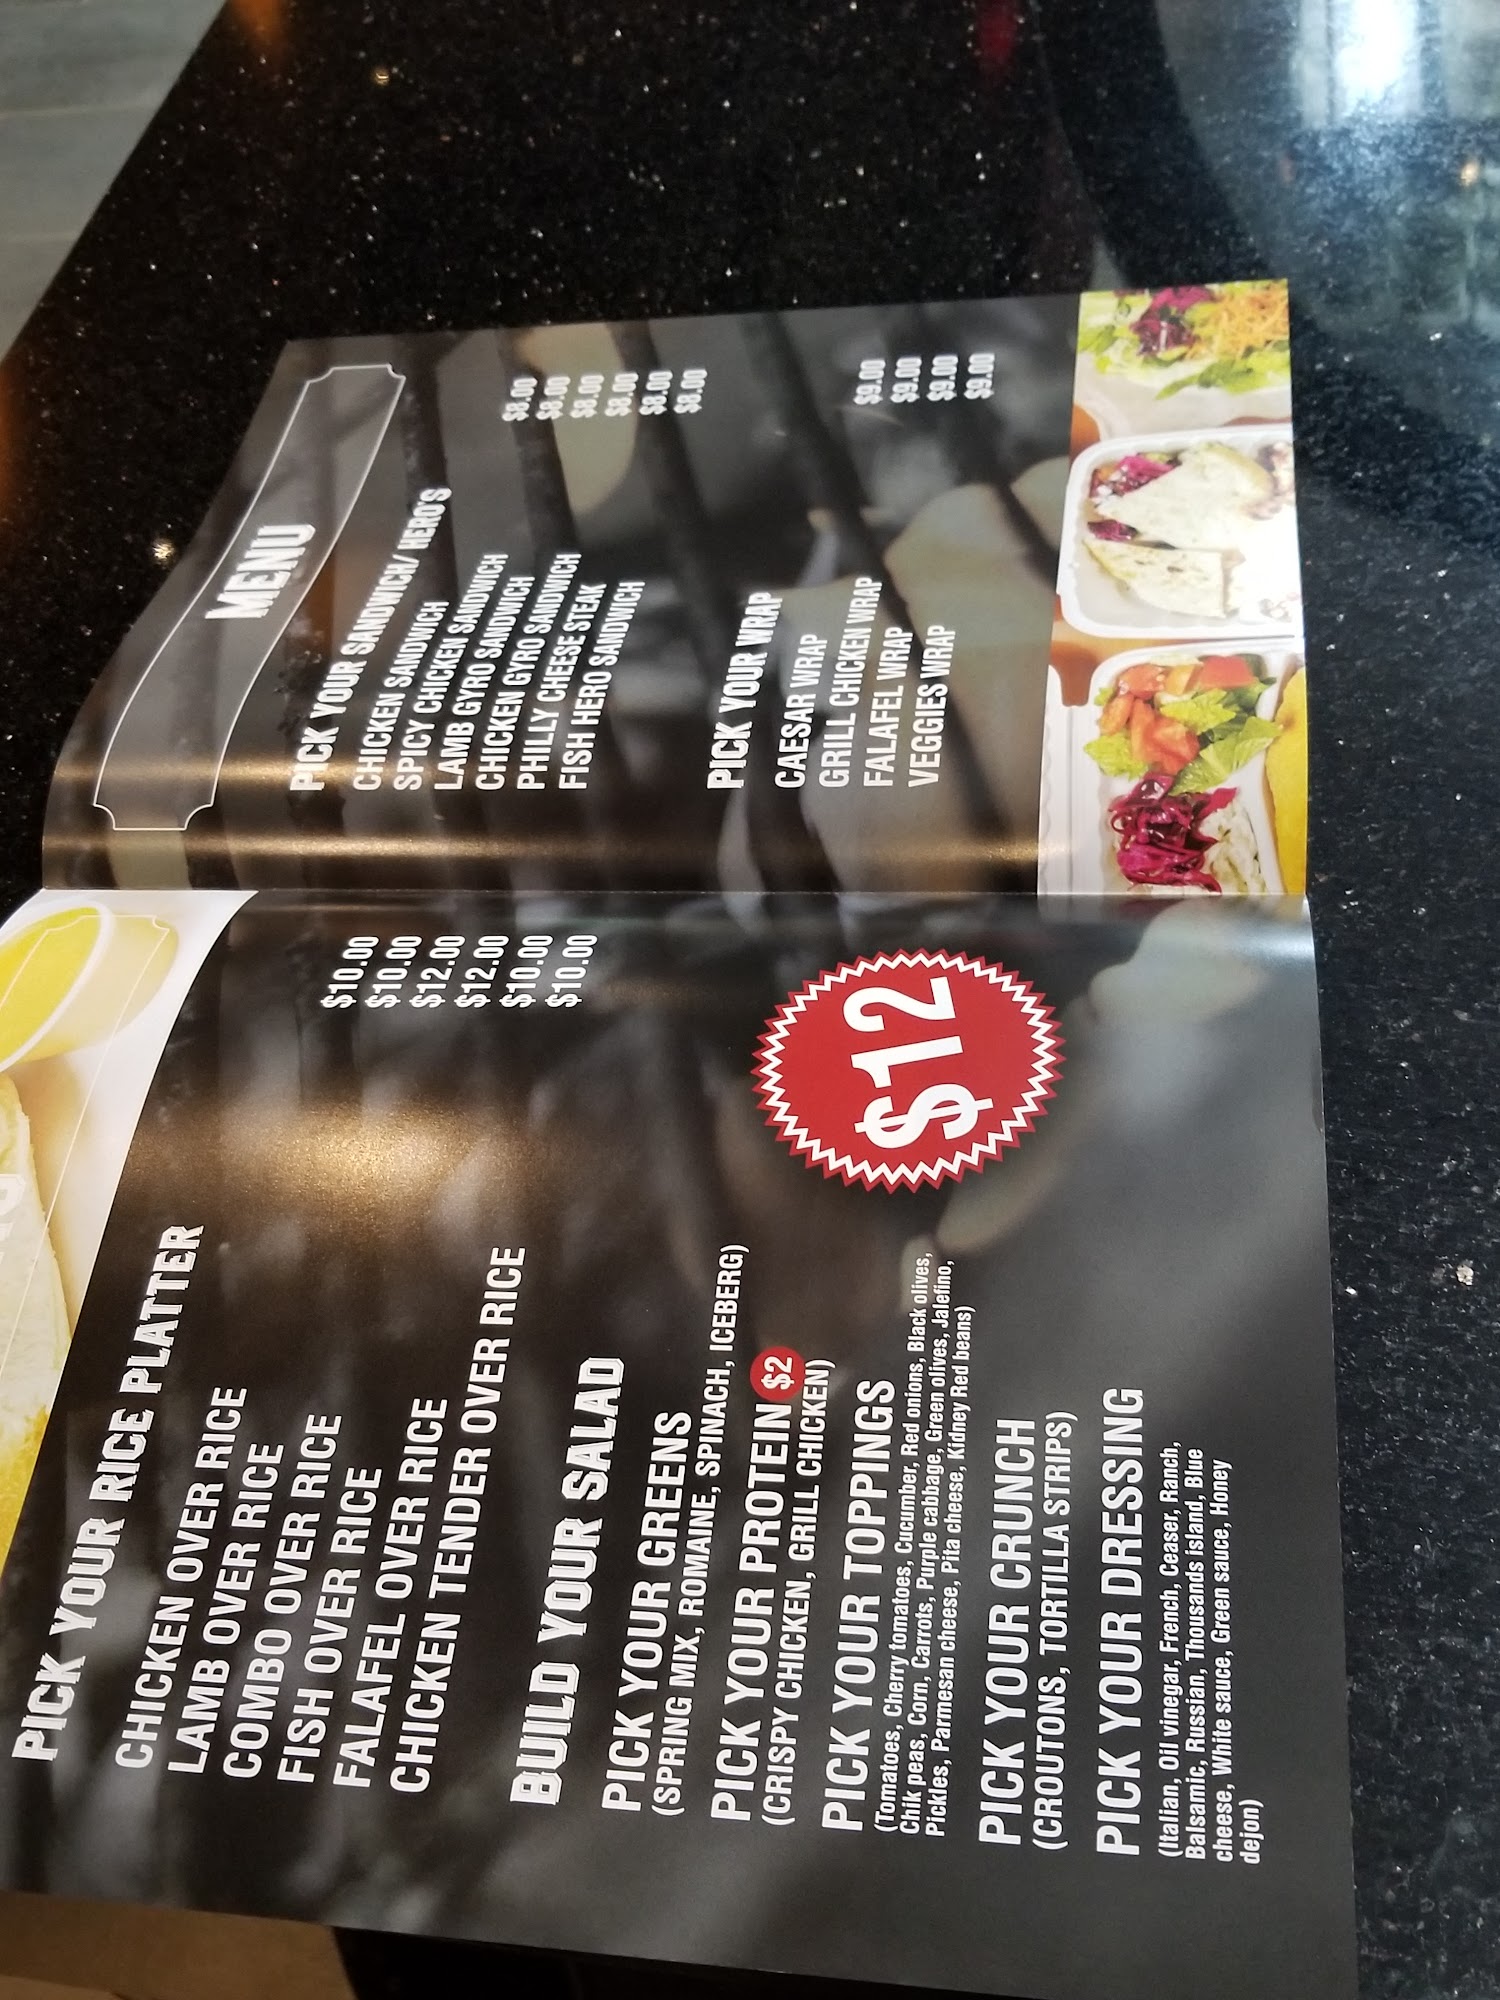 PICK YOUR RICE PLATTER
CHICKEN OVER RICE $10.00
LAMB OVER RICE $10.00
COMBO OVER RICE $12.00
FISH OVER RICE $12.00
FALAFEL OVER RICE $10.00
CHICKEN TENDER OVER RICE $10.00
BUILD YOUR SALAD
PICK YOUR GREENS
(SPRING MIX, ROMAINE, SPINACH, ICEBERG)
PICK YOUR PROTEIN $2
(CRISPY CHICKEN, GRILL CHICKEN)
PICK YOUR TOPPINGS
(Tomatoes, Cherry tomatoes, Cucumber, Red onions, Black olives,
Chik peas, Corn, Carrots, Purple cabbage, Green olives, Jalefino,
Pickles, Parmesan cheese, Pita cheese, Kidney Red beans)
PICK YOUR CRUNCH
(CROUTONS, TORTILLA STRIPS)
PICK YOUR DRESSING
(Italian, Oil vinegar, French, Ceaser, Ranch,
Balsamic, Russian, Thousands island, Blue
cheese, White sauce, Green sauce, Honey
dejon)
$12
MENU
PICK YOUR SANDWICH/ HERO'S
CHICKEN SANDWICH $8.00
SPICY CHICKEN SANDWICH $8.00
LAMB GYRO SANDWICH $8.00
CHICKEN GYRO SANDWICH $8.00
PHILLY CHEESE STEAK $8.00
FISH HERO SANDWICH $8.00
PICK YOUR WRAP
CAESAR WRAP $9.00
GRILL CHICKEN WRAP $9.00
FALAFEL WRAP $9.00
VEGGIES WRAP $9.00